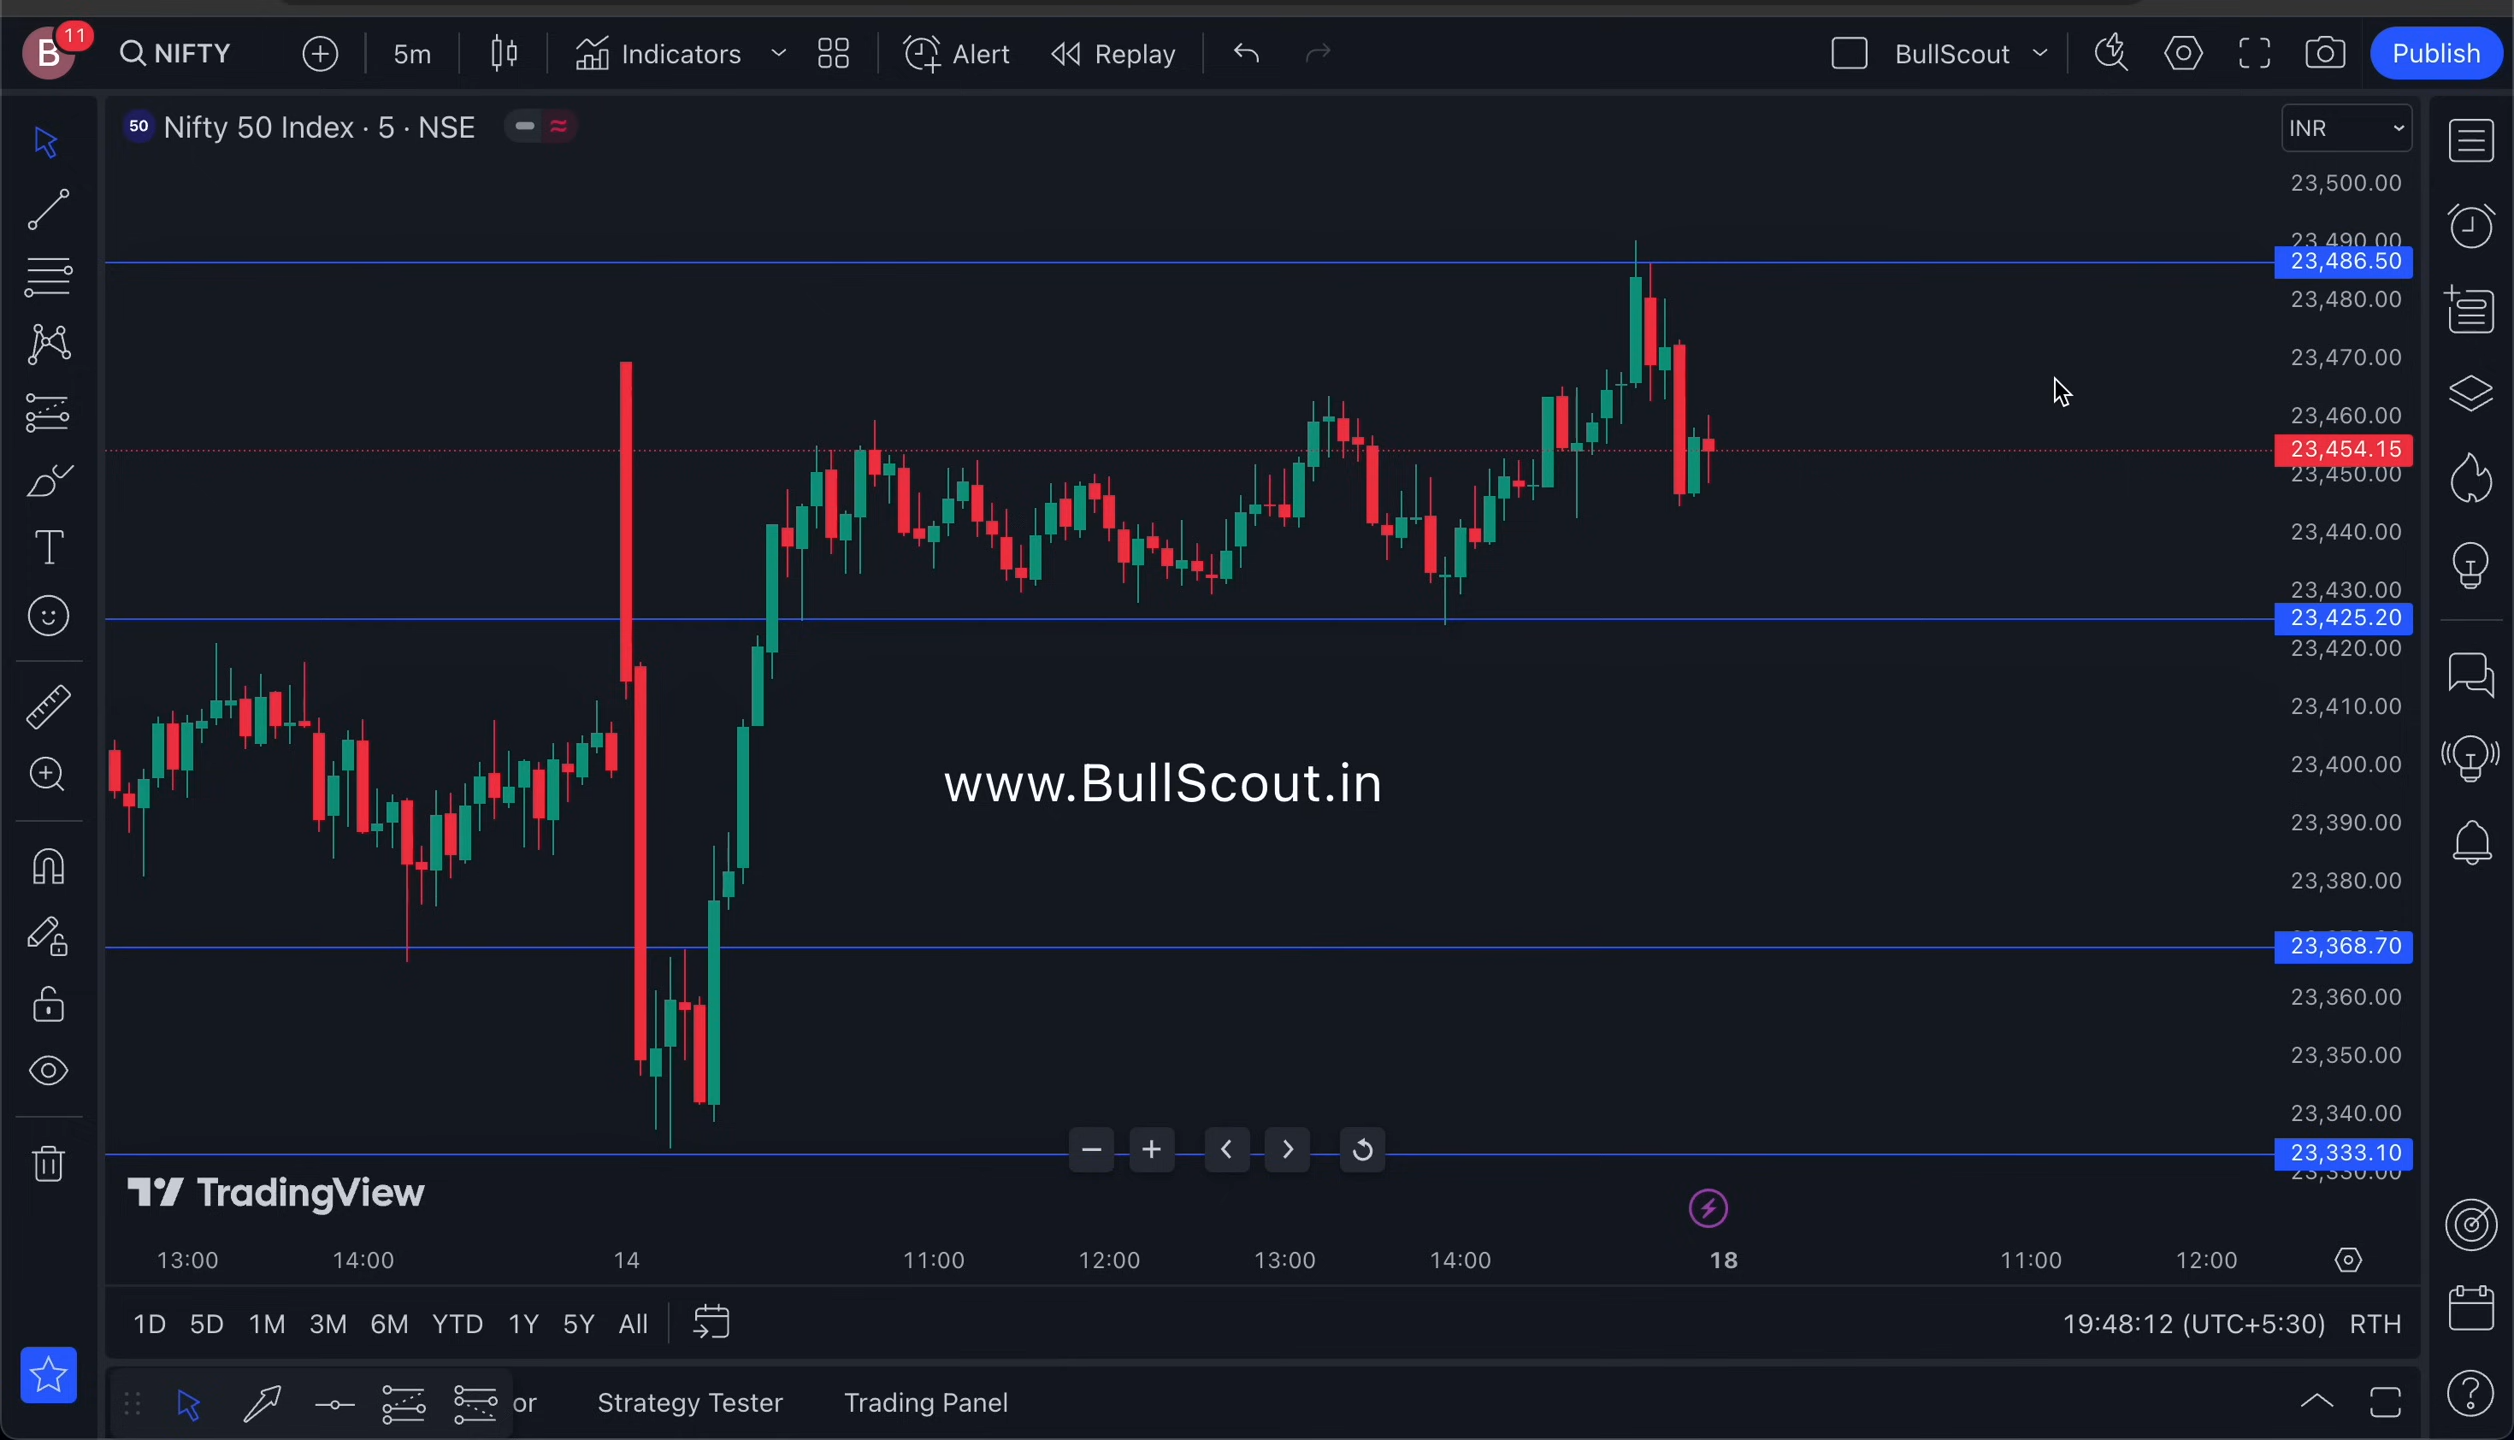 B 11 NIFTY 5m Indicators Alert Replay BullScout Publish
50 Nifty 50 Index · 5 · NSE
INR
23,500.00
23,490.00
23,486.50
23,480.00
23,470.00
23,460.00
23,454.15
23,450.00
23,440.00
23,430.00
23,425.20
23,420.00
23,410.00
23,400.00
www.BullScout.in
23,390.00
23,380.00
23,368.70
23,360.00
23,350.00
23,340.00
23,333.10
23,330.00
TradingView
13:00 14:00 14 11:00 12:00 13:00 14:00 18 11:00 12:00
1D 5D 1M 3M 6M YTD 1Y 5Y All 19:48:12 (UTC+5:30) RTH
or Strategy Tester Trading Panel